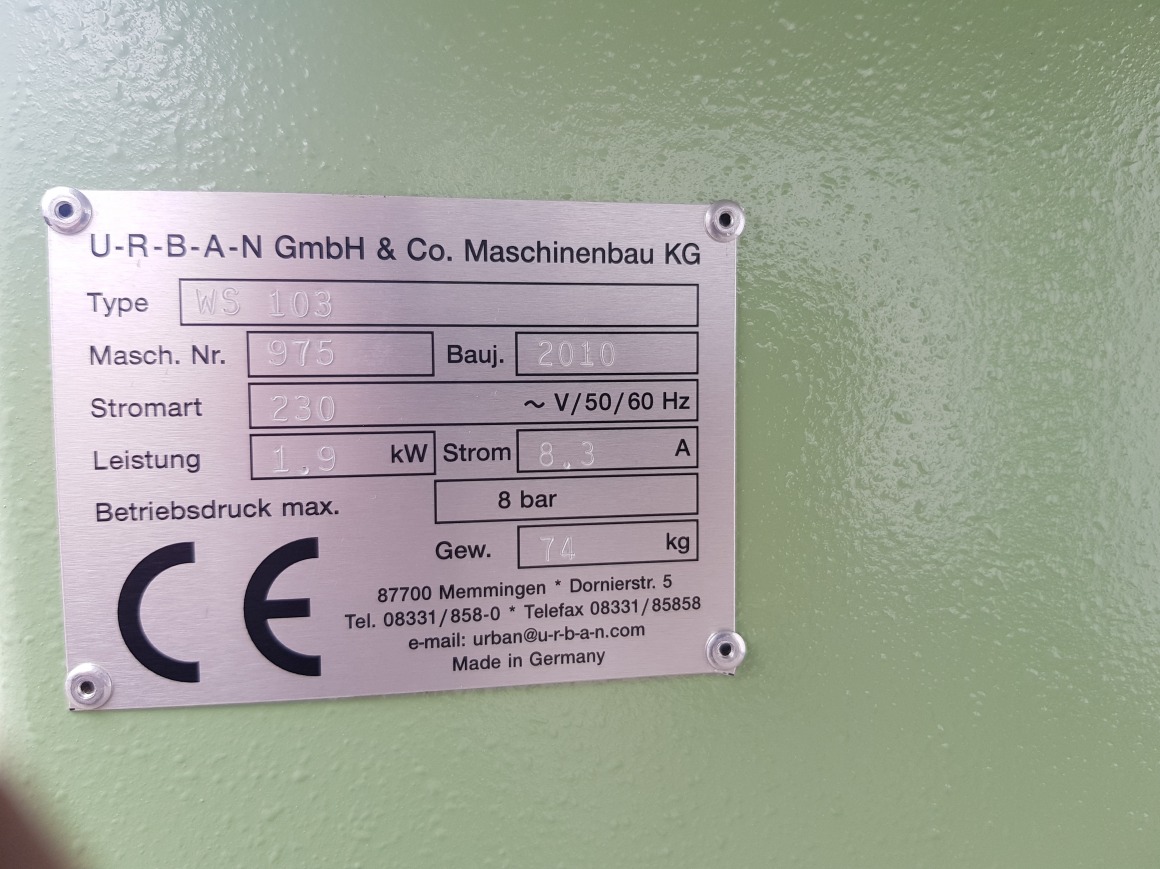 U-R-B-A-N GmbH & Co. Maschinenbau KG
Type WS 103
Masch. Nr. 975 Bauj. 2010
Stromart 230 ~ V/50/60 Hz
Leistung 1,9 kW Strom 8,3 A
Betriebsdruck max. 8 bar
Gew. 74 kg
CE
87700 Memmingen * Dornierstr. 5
Tel. 08331/858-0 * Telefax 08331/85858
e-mail: urban@u-r-b-a-n.com
Made in Germany